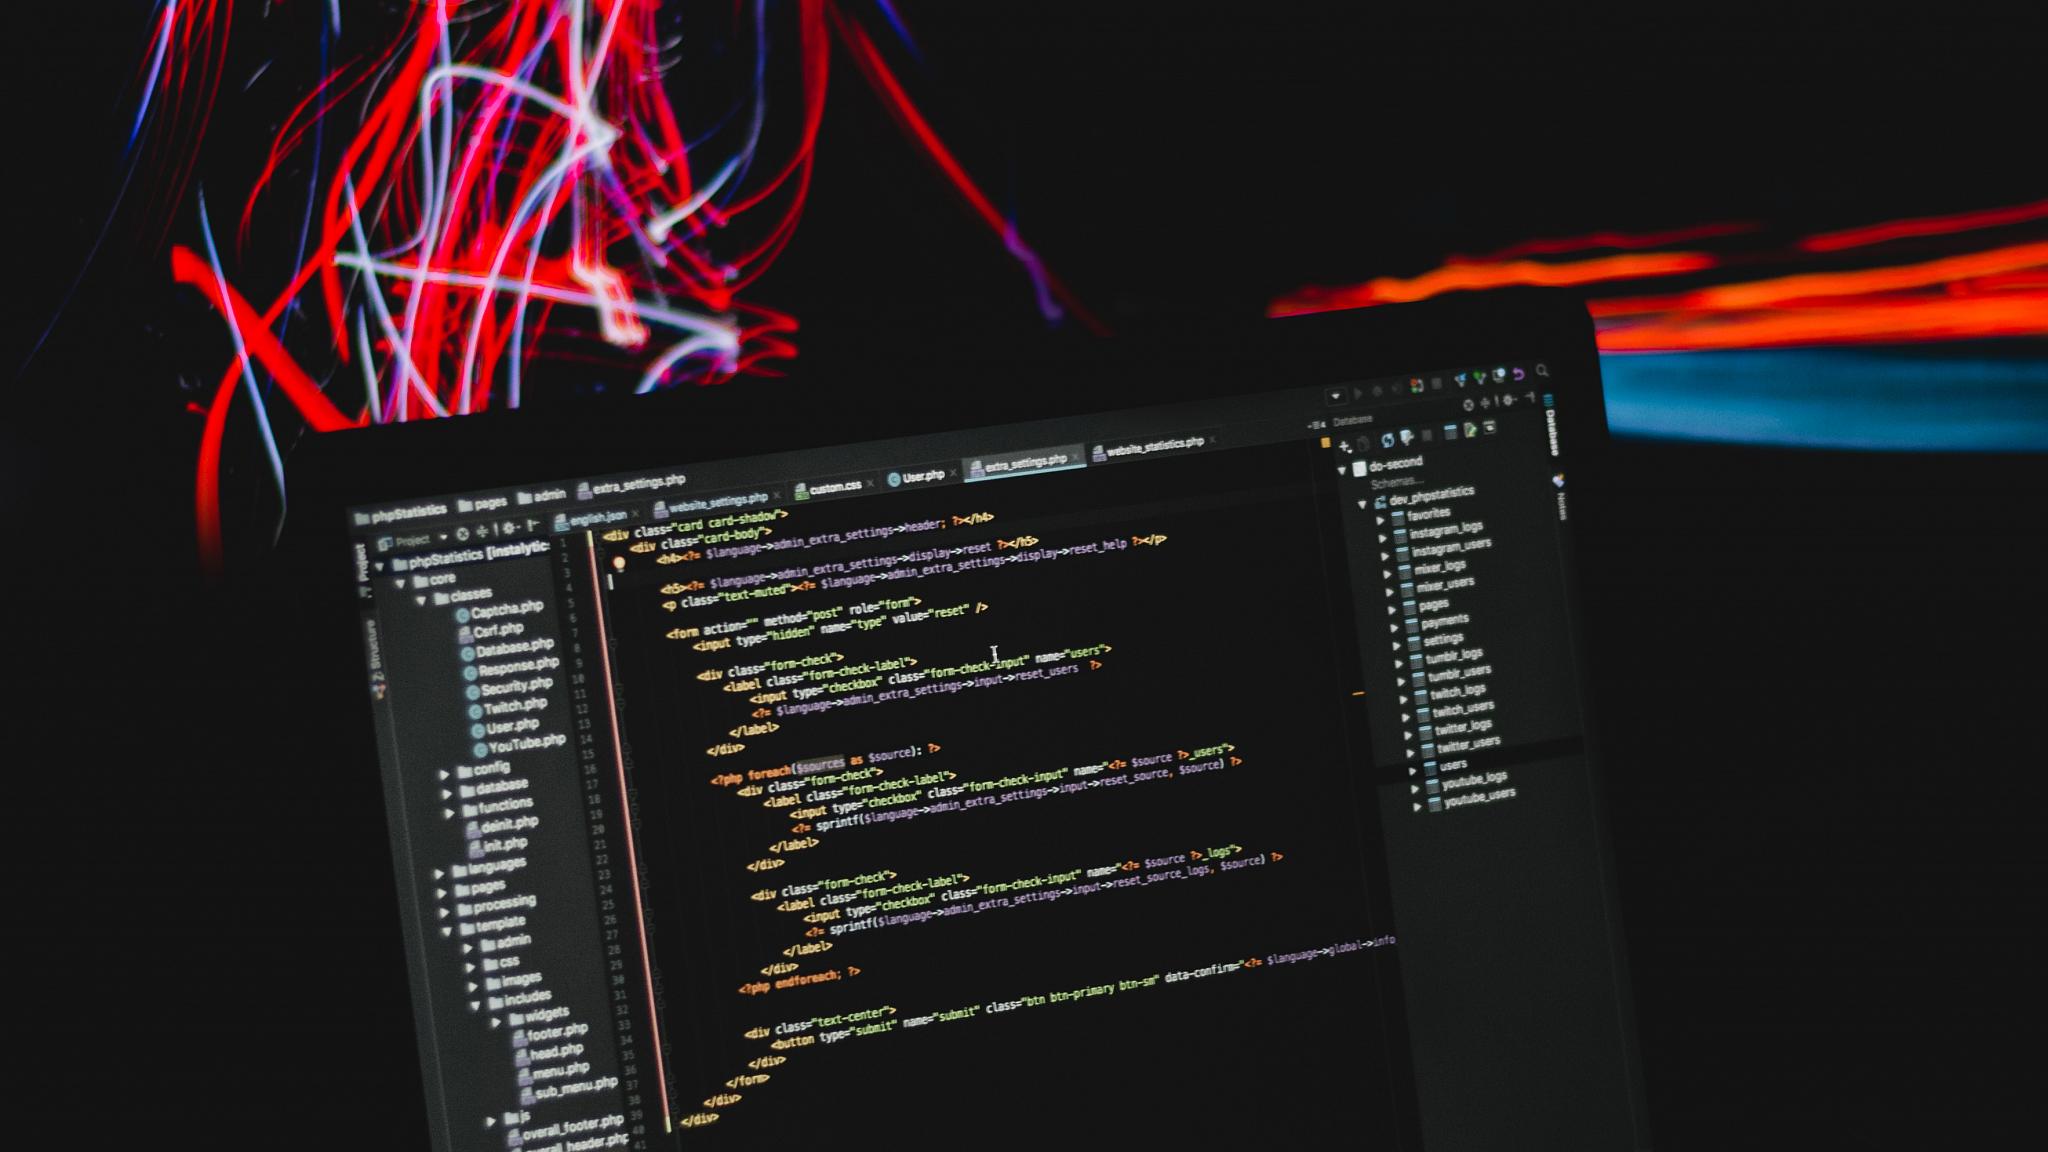 phpStatistics pages admin extra_settings.php
english.json website_settings.php custom.css User.php extra_settings.php website_statistics.php
Project
Project
Structure
phpStatistics [instalytic
core
classes
Captcha.php
Csrf.php
Database.php
Response.php
Security.php
Twitch.php
User.php
YouTube.php
config
database
functions
deinit.php
init.php
languages
pages
processing
template
admin
css
images
includes
widgets
footer.php
head.php
menu.php
sub_menu.php
js
overall_footer.php
overall_header.php
<div class="card card-shadow">
<div class="card-body">
<h4><?= $language->admin_extra_settings->header; ?></h4>
<h5><?= $language->admin_extra_settings->display->reset ?></h5>
<p class="text-muted"><?= $language->admin_extra_settings->display->reset_help ?></p>
<form action="" method="post" role="form">
<input type="hidden" name="type" value="reset" />
<div class="form-check">
<label class="form-check-label">
<input type="checkbox" class="form-check-input" name="users">
<?= $language->admin_extra_settings->input->reset_users ?>
</label>
</div>
<?php foreach($sources as $source): ?>
<div class="form-check">
<label class="form-check-label">
<input type="checkbox" class="form-check-input" name="<?= $source ?>_users">
<?= sprintf($language->admin_extra_settings->input->reset_source, $source) ?>
</label>
</div>
<div class="form-check">
<label class="form-check-label">
<input type="checkbox" class="form-check-input" name="<?= $source ?>_logs">
<?= sprintf($language->admin_extra_settings->input->reset_source_logs, $source) ?>
</label>
</div>
<?php endforeach; ?>
<div class="text-center">
<button type="submit" name="submit" class="btn btn-primary btn-sm" data-confirm="<?= $language->global->info
</div>
</form>
</div>
</div>
Database
do-second
Schemas...
dev_phpstatistics
favorites
instagram_logs
instagram_users
mixer_logs
mixer_users
pages
payments
settings
tumblr_logs
tumblr_users
twitch_logs
twitch_users
twitter_logs
twitter_users
users
youtube_logs
youtube_users
Database
Notes